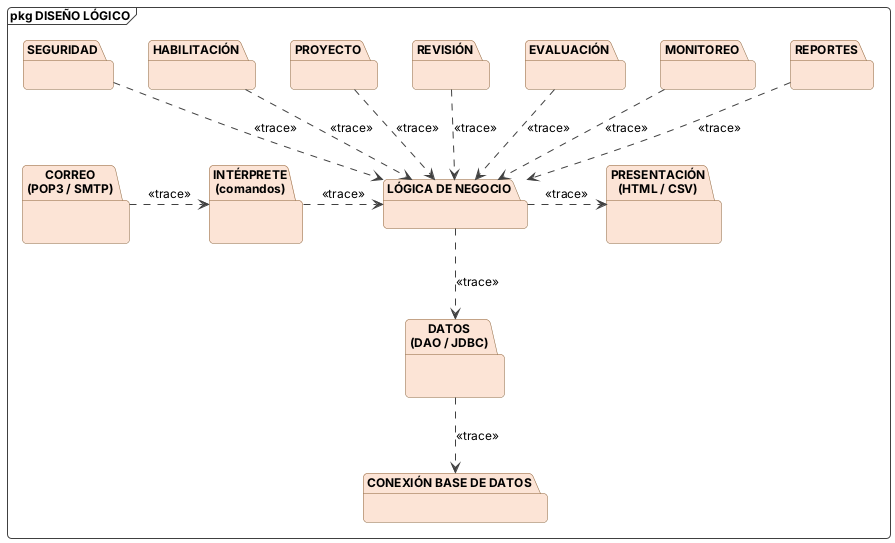 pkg DISEÑO LÓGICO
SEGURIDAD
HABILITACIÓN
PROYECTO
REVISIÓN
EVALUACIÓN
MONITOREO
REPORTES
«trace»
«trace»
«trace»
«trace»
«trace»
«trace»
«trace»
CORREO
(POP3 / SMTP)
«trace»
INTÉRPRETE
(comandos)
«trace»
LÓGICA DE NEGOCIO
«trace»
PRESENTACIÓN
(HTML / CSV)
«trace»
DATOS
(DAO / JDBC)
«trace»
CONEXIÓN BASE DE DATOS